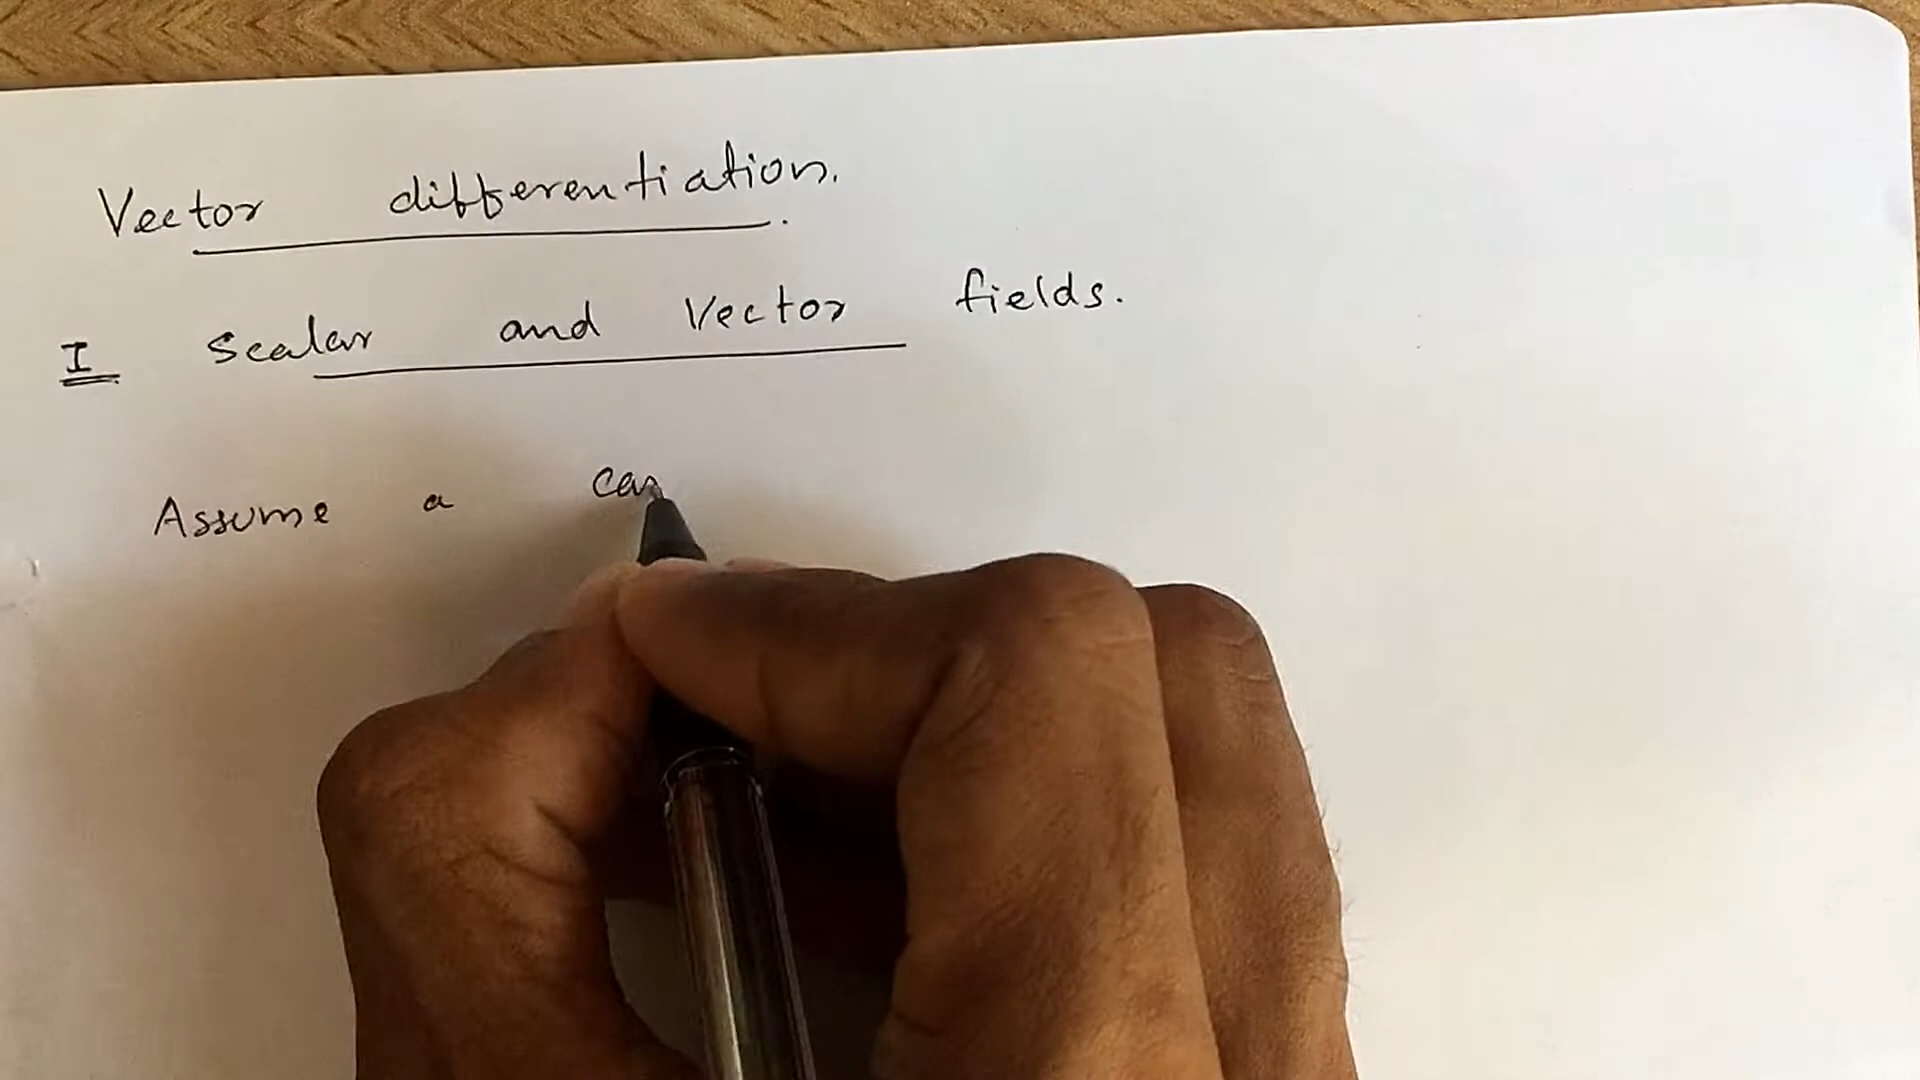 Vector differentiation.
I Scalar and Vector fields.
Assume a